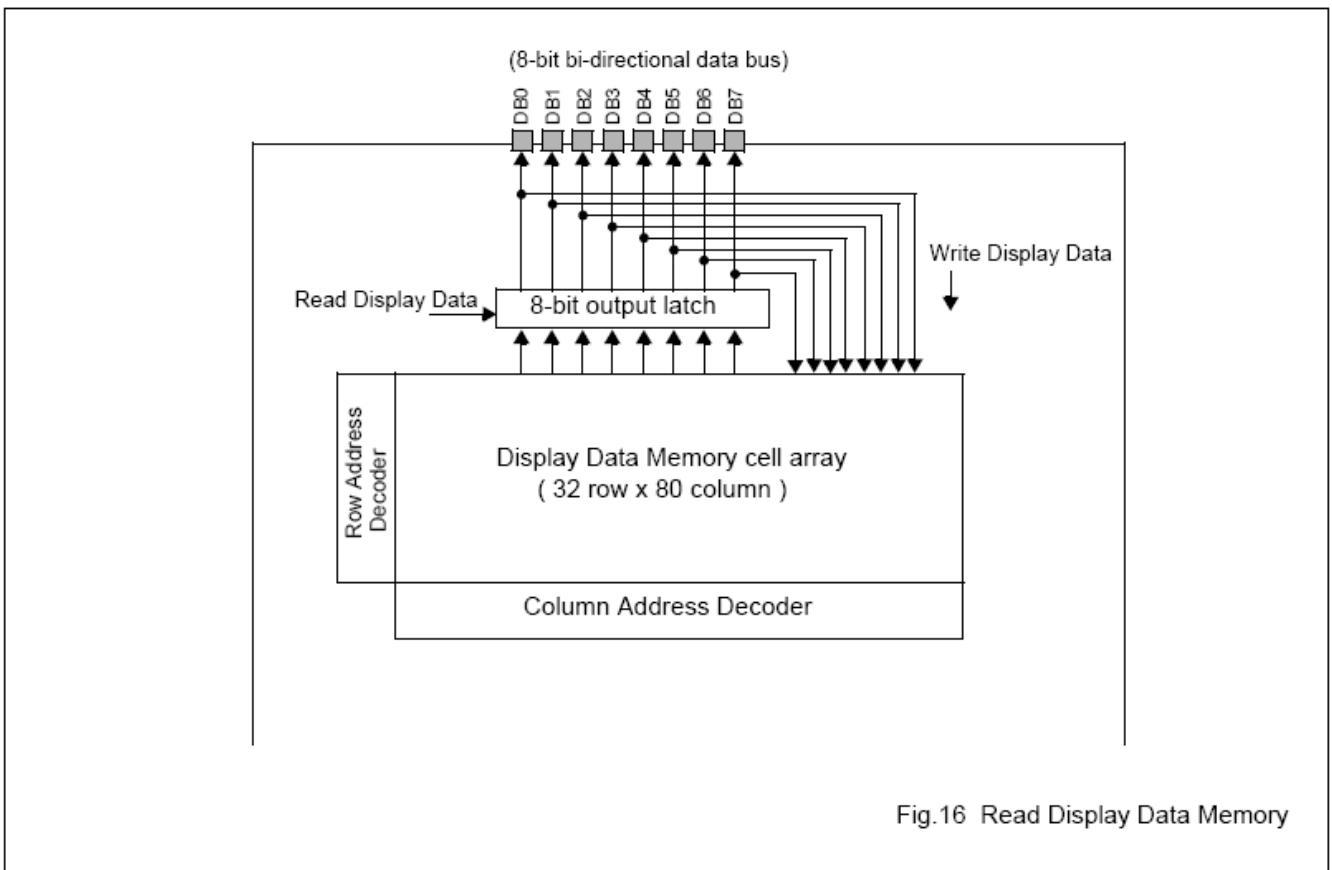 (8-bit bi-directional data bus)
DB0
DB1
DB2
DB3
DB4
DB5
DB6
DB7
Write Display Data
Read Display Data
8-bit output latch
Row Address
Decoder
Display Data Memory cell array
( 32 row x 80 column )
Column Address Decoder
Fig.16 Read Display Data Memory